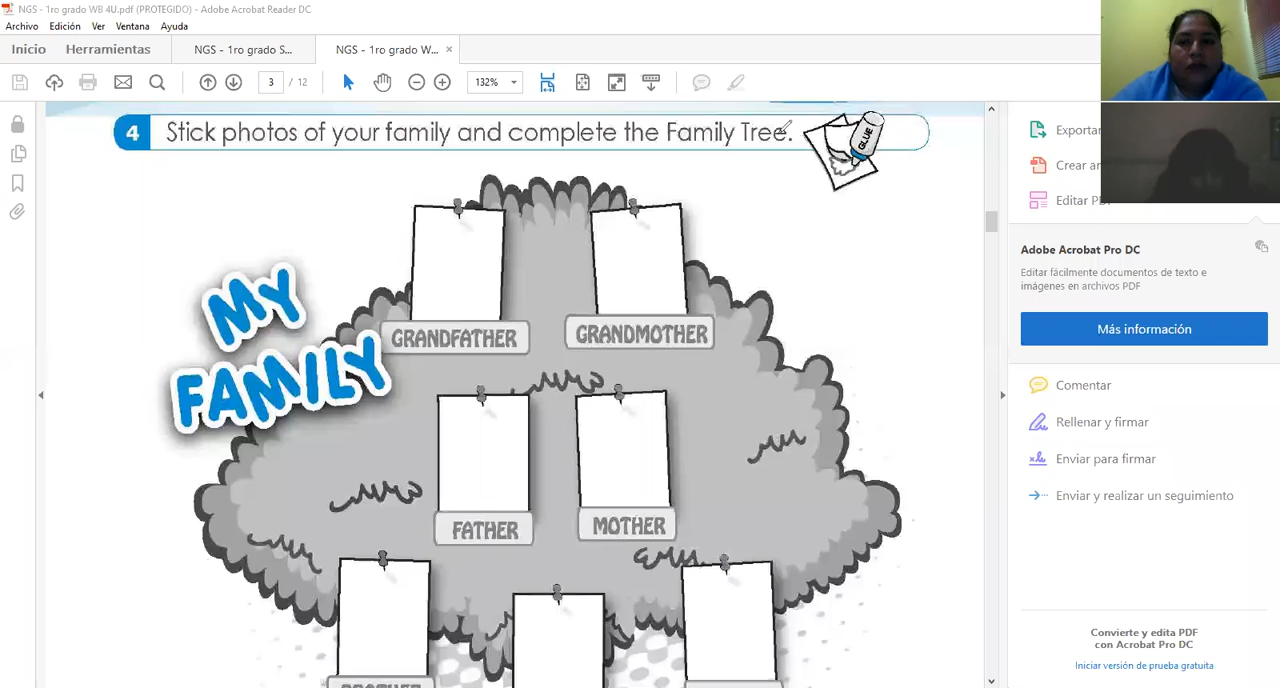 NGS - 1ro grado WB 4U.pdf (PROTEGIDO) - Adobe Acrobat Reader DC
Archivo Edición Ver Ventana Ayuda
Inicio Herramientas NGS - 1ro grado S... NGS - 1ro grado W... ×
3 / 12 132%
4 Stick photos of your family and complete the Family Tree.
GLUE
MY
FAMILY
GRANDFATHER GRANDMOTHER
FATHER MOTHER
Adobe Acrobat Pro DC
Editar fácilmente documentos de texto e
imágenes en archivos PDF
Más información
Comentar
Rellenar y firmar
Enviar para firmar
Enviar y realizar un seguimiento
Convierte y edita PDF
con Acrobat Pro DC
Iniciar versión de prueba gratuita